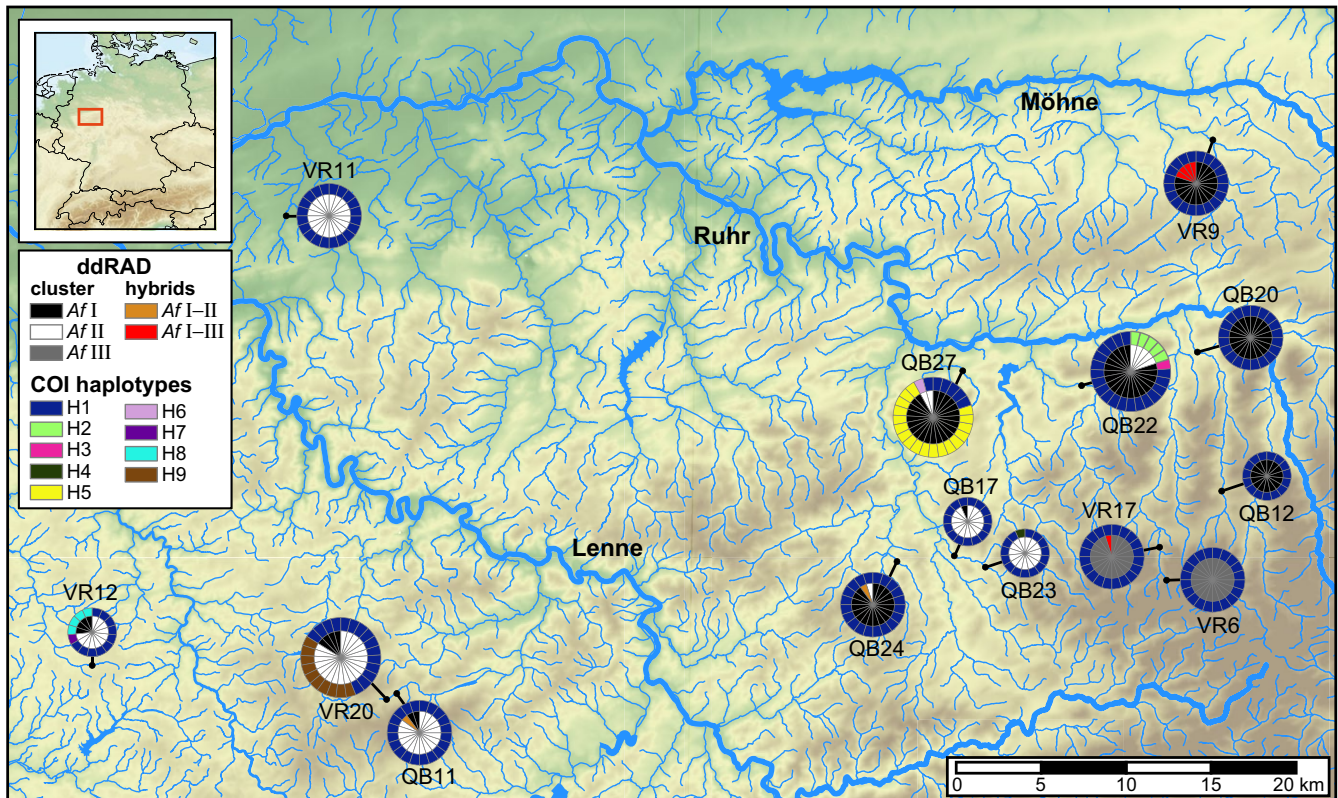 ddRAD
cluster hybrids
Af I Af I–II
Af II Af I–III
Af III
COI haplotypes
H1 H6
H2 H7
H3 H8
H4 H9
H5
Möhne
VR11
VR9
Ruhr
QB20
QB27
QB22
QB12
QB17
VR17
Lenne
QB23
VR12
VR6
QB24
VR20
QB11
0 5 10 15 20 km